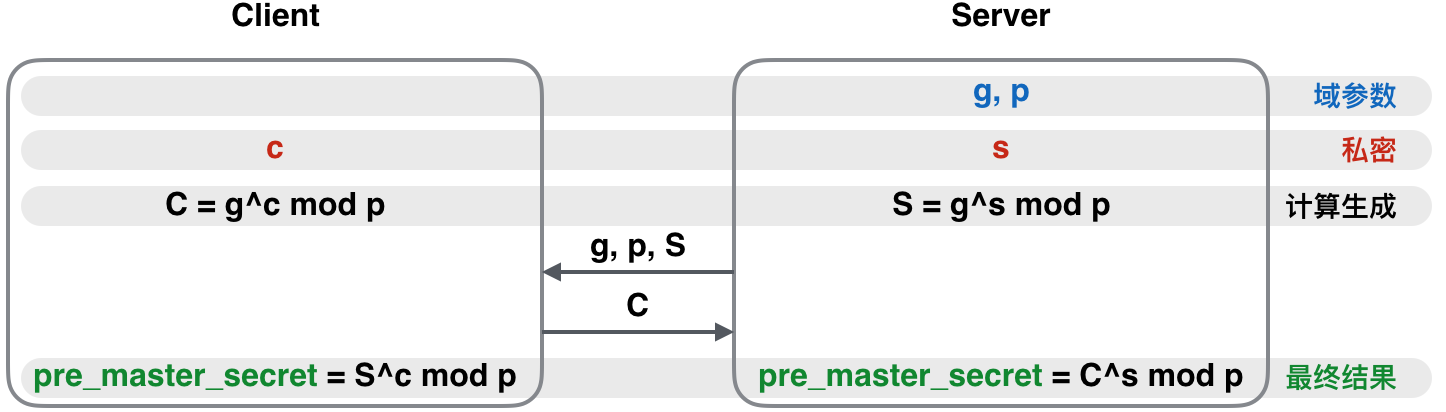 Client Server
g, p 域参数
c s 私密
C = g^c mod p S = g^s mod p 计算生成
g, p, S
C
pre_master_secret = S^c mod p pre_master_secret = C^s mod p 最终结果